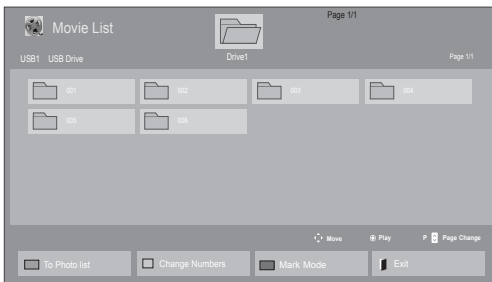 Page 1/1
Movie List
Drive1
USB1 USB Drive
Page 1/1
001 002 003 004
005 006
Move Play P Page Change
To Photo list Change Numbers Mark Mode Exit